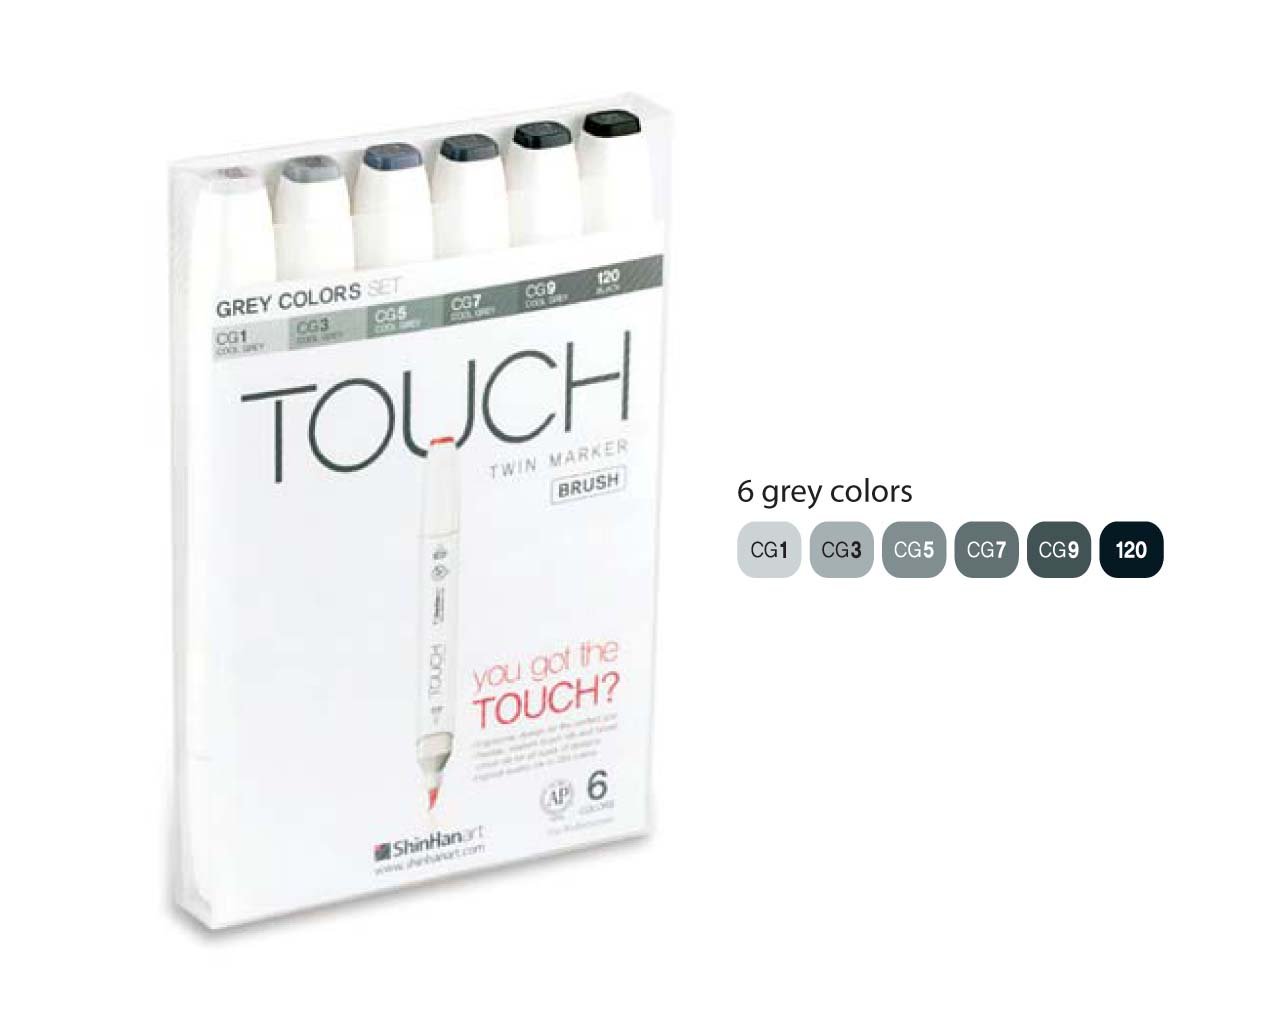 GREY COLORS SET
CG1 COOL GREY
CG3 COOL GREY
CG5 COOL GREY
CG7 COOL GREY
CG9 COOL GREY
120 BLACK
TOUCH
TWIN MARKER
BRUSH
TOUCH
you got the
TOUCH?
AP
6
COLORS
ShinHanart
www.shinhanart.com
6 grey colors
CG1 CG3 CG5 CG7 CG9 120